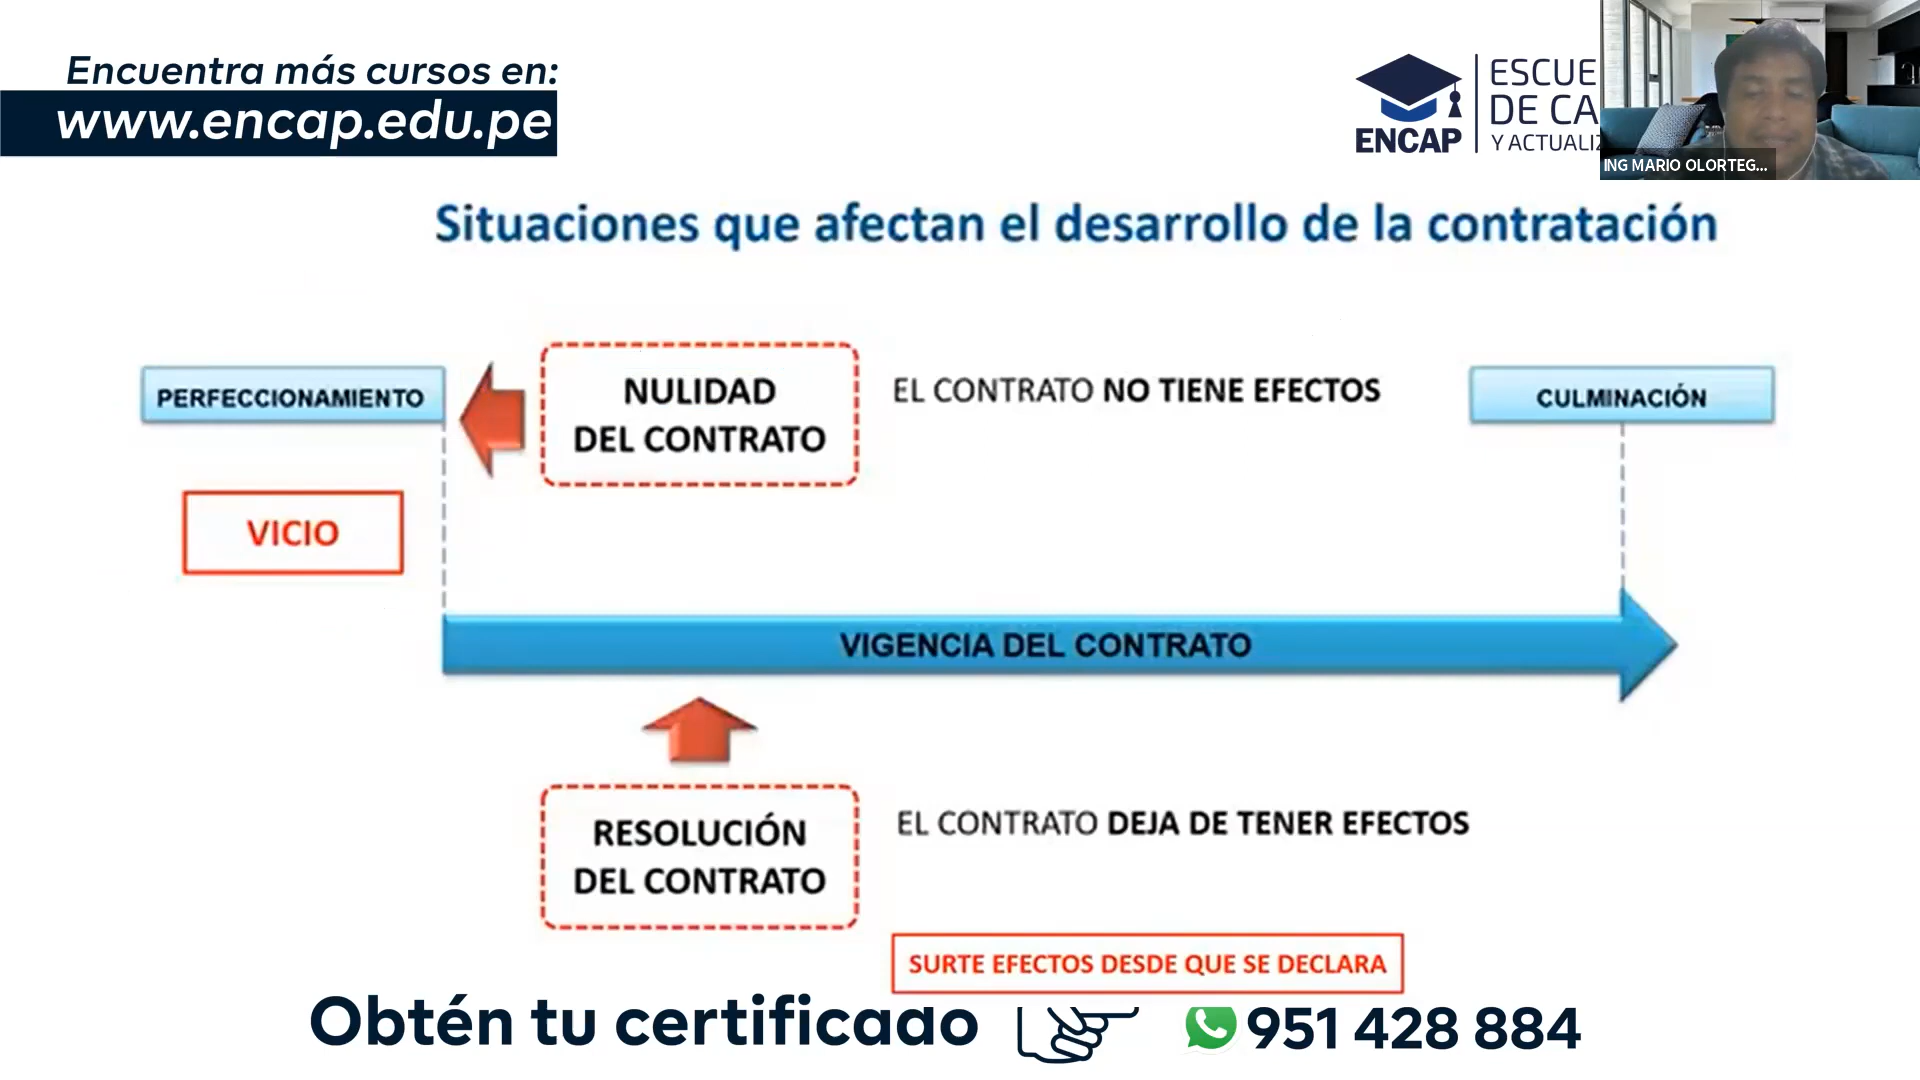 Encuentra más cursos en:
www.encap.edu.pe
ENCAP
ESCUE
DE CA
Y ACTUALIZ
ING MARIO OLORTEG...
Situaciones que afectan el desarrollo de la contratación
PERFECCIONAMIENTO
NULIDAD
DEL CONTRATO
EL CONTRATO NO TIENE EFECTOS
CULMINACIÓN
VICIO
VIGENCIA DEL CONTRATO
RESOLUCIÓN
DEL CONTRATO
EL CONTRATO DEJA DE TENER EFECTOS
SURTE EFECTOS DESDE QUE SE DECLARA
Obtén tu certificado
951 428 884